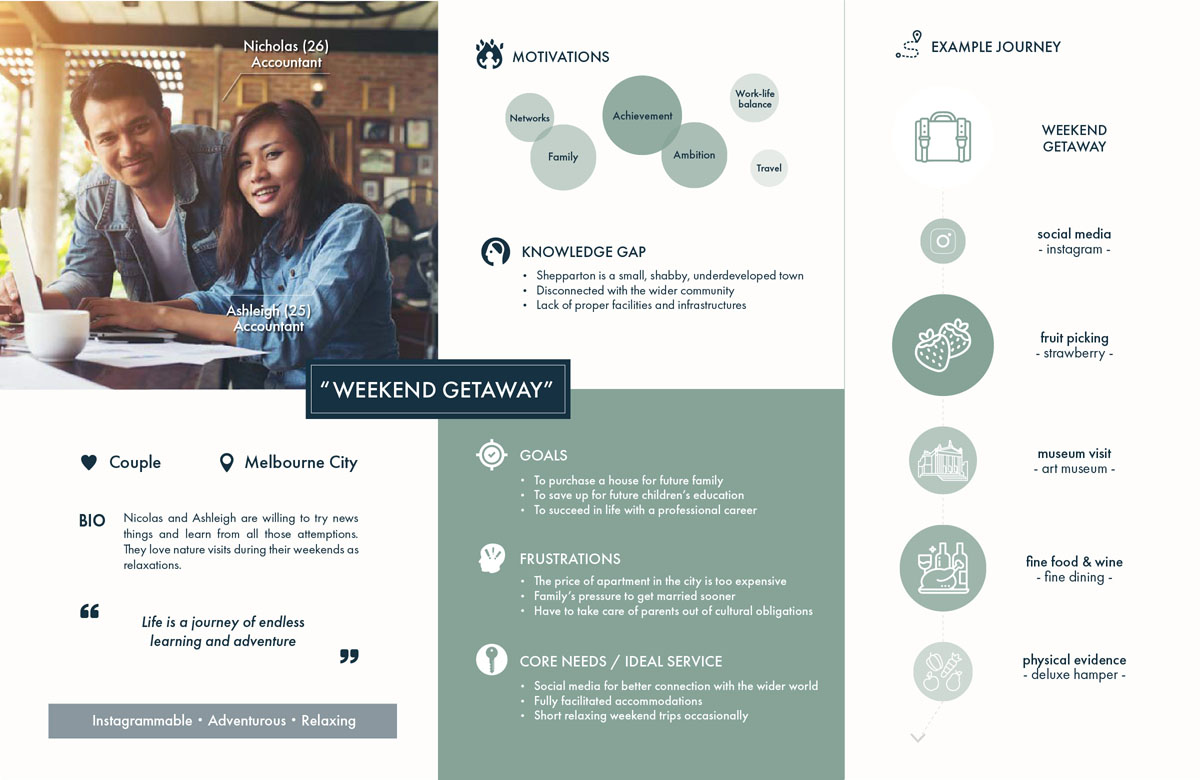 Nicholas (26)
Accountant
Ashleigh (25)
Accountant
"WEEKEND GETAWAY"
Couple
Melbourne City
BIO
Nicolas and Ashleigh are willing to try news
things and learn from all those attemptions.
They love nature visits during their weekends as
relaxations.
“
Life is a journey of endless
learning and adventure
”
Instagrammable • Adventurous • Relaxing
MOTIVATIONS
Networks
Family
Achievement
Ambition
Work-life
balance
Travel
KNOWLEDGE GAP
• Shepparton is a small, shabby, underdeveloped town
• Disconnected with the wider community
• Lack of proper facilities and infrastructures
GOALS
• To purchase a house for future family
• To save up for future children's education
• To succeed in life with a professional career
FRUSTRATIONS
• The price of apartment in the city is too expensive
• Family's pressure to get married sooner
• Have to take care of parents out of cultural obligations
CORE NEEDS / IDEAL SERVICE
• Social media for better connection with the wider world
• Fully facilitated accommodations
• Short relaxing weekend trips occasionally
EXAMPLE JOURNEY
WEEKEND
GETAWAY
social media
- instagram -
fruit picking
- strawberry -
museum visit
- art museum -
fine food & wine
- fine dining -
physical evidence
- deluxe hamper -